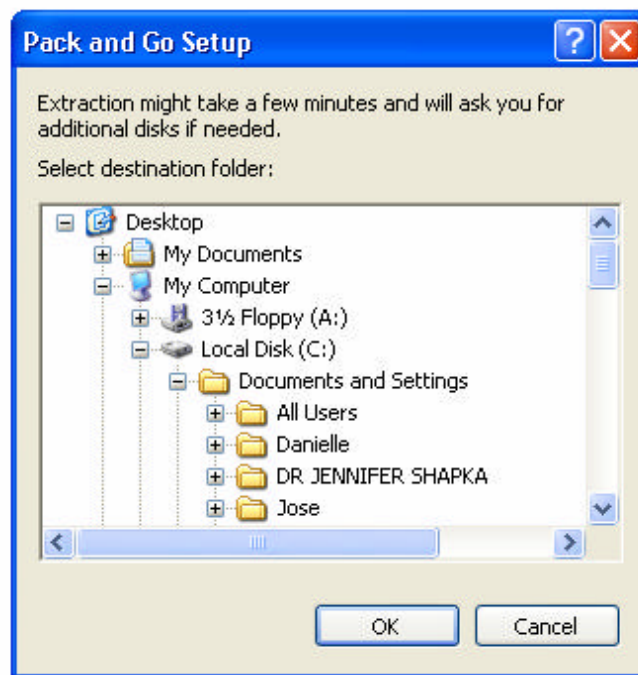 Pack and Go Setup
Extraction might take a few minutes and will ask you for
additional disks if needed.
Select destination folder:
Desktop
My Documents
My Computer
3½ Floppy (A:)
Local Disk (C:)
Documents and Settings
All Users
Danielle
DR JENNIFER SHAPKA
Jose
OK Cancel